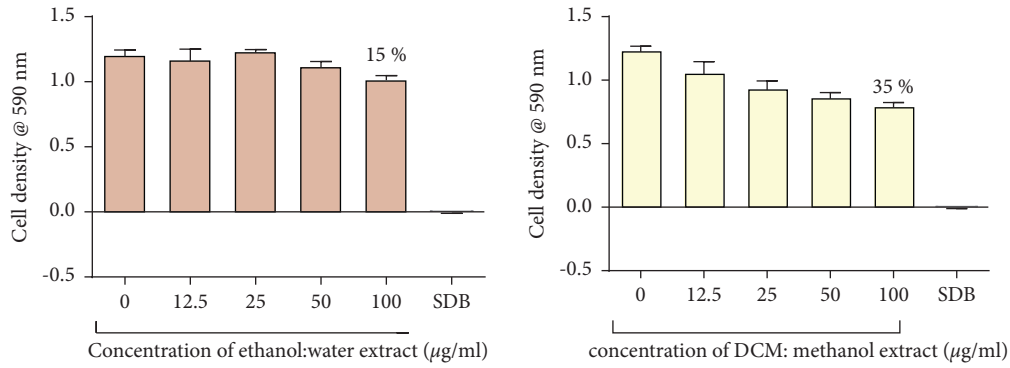 Cell density @ 590 nm
1.5
1.0
0.5
0.0
-0.5
15 %
0 12.5 25 50 100 SDB
Concentration of ethanol:water extract (μg/ml)
Cell density @ 590 nm
1.5
1.0
0.5
0.0
-0.5
35 %
0 12.5 25 50 100 SDB
concentration of DCM: methanol extract (μg/ml)